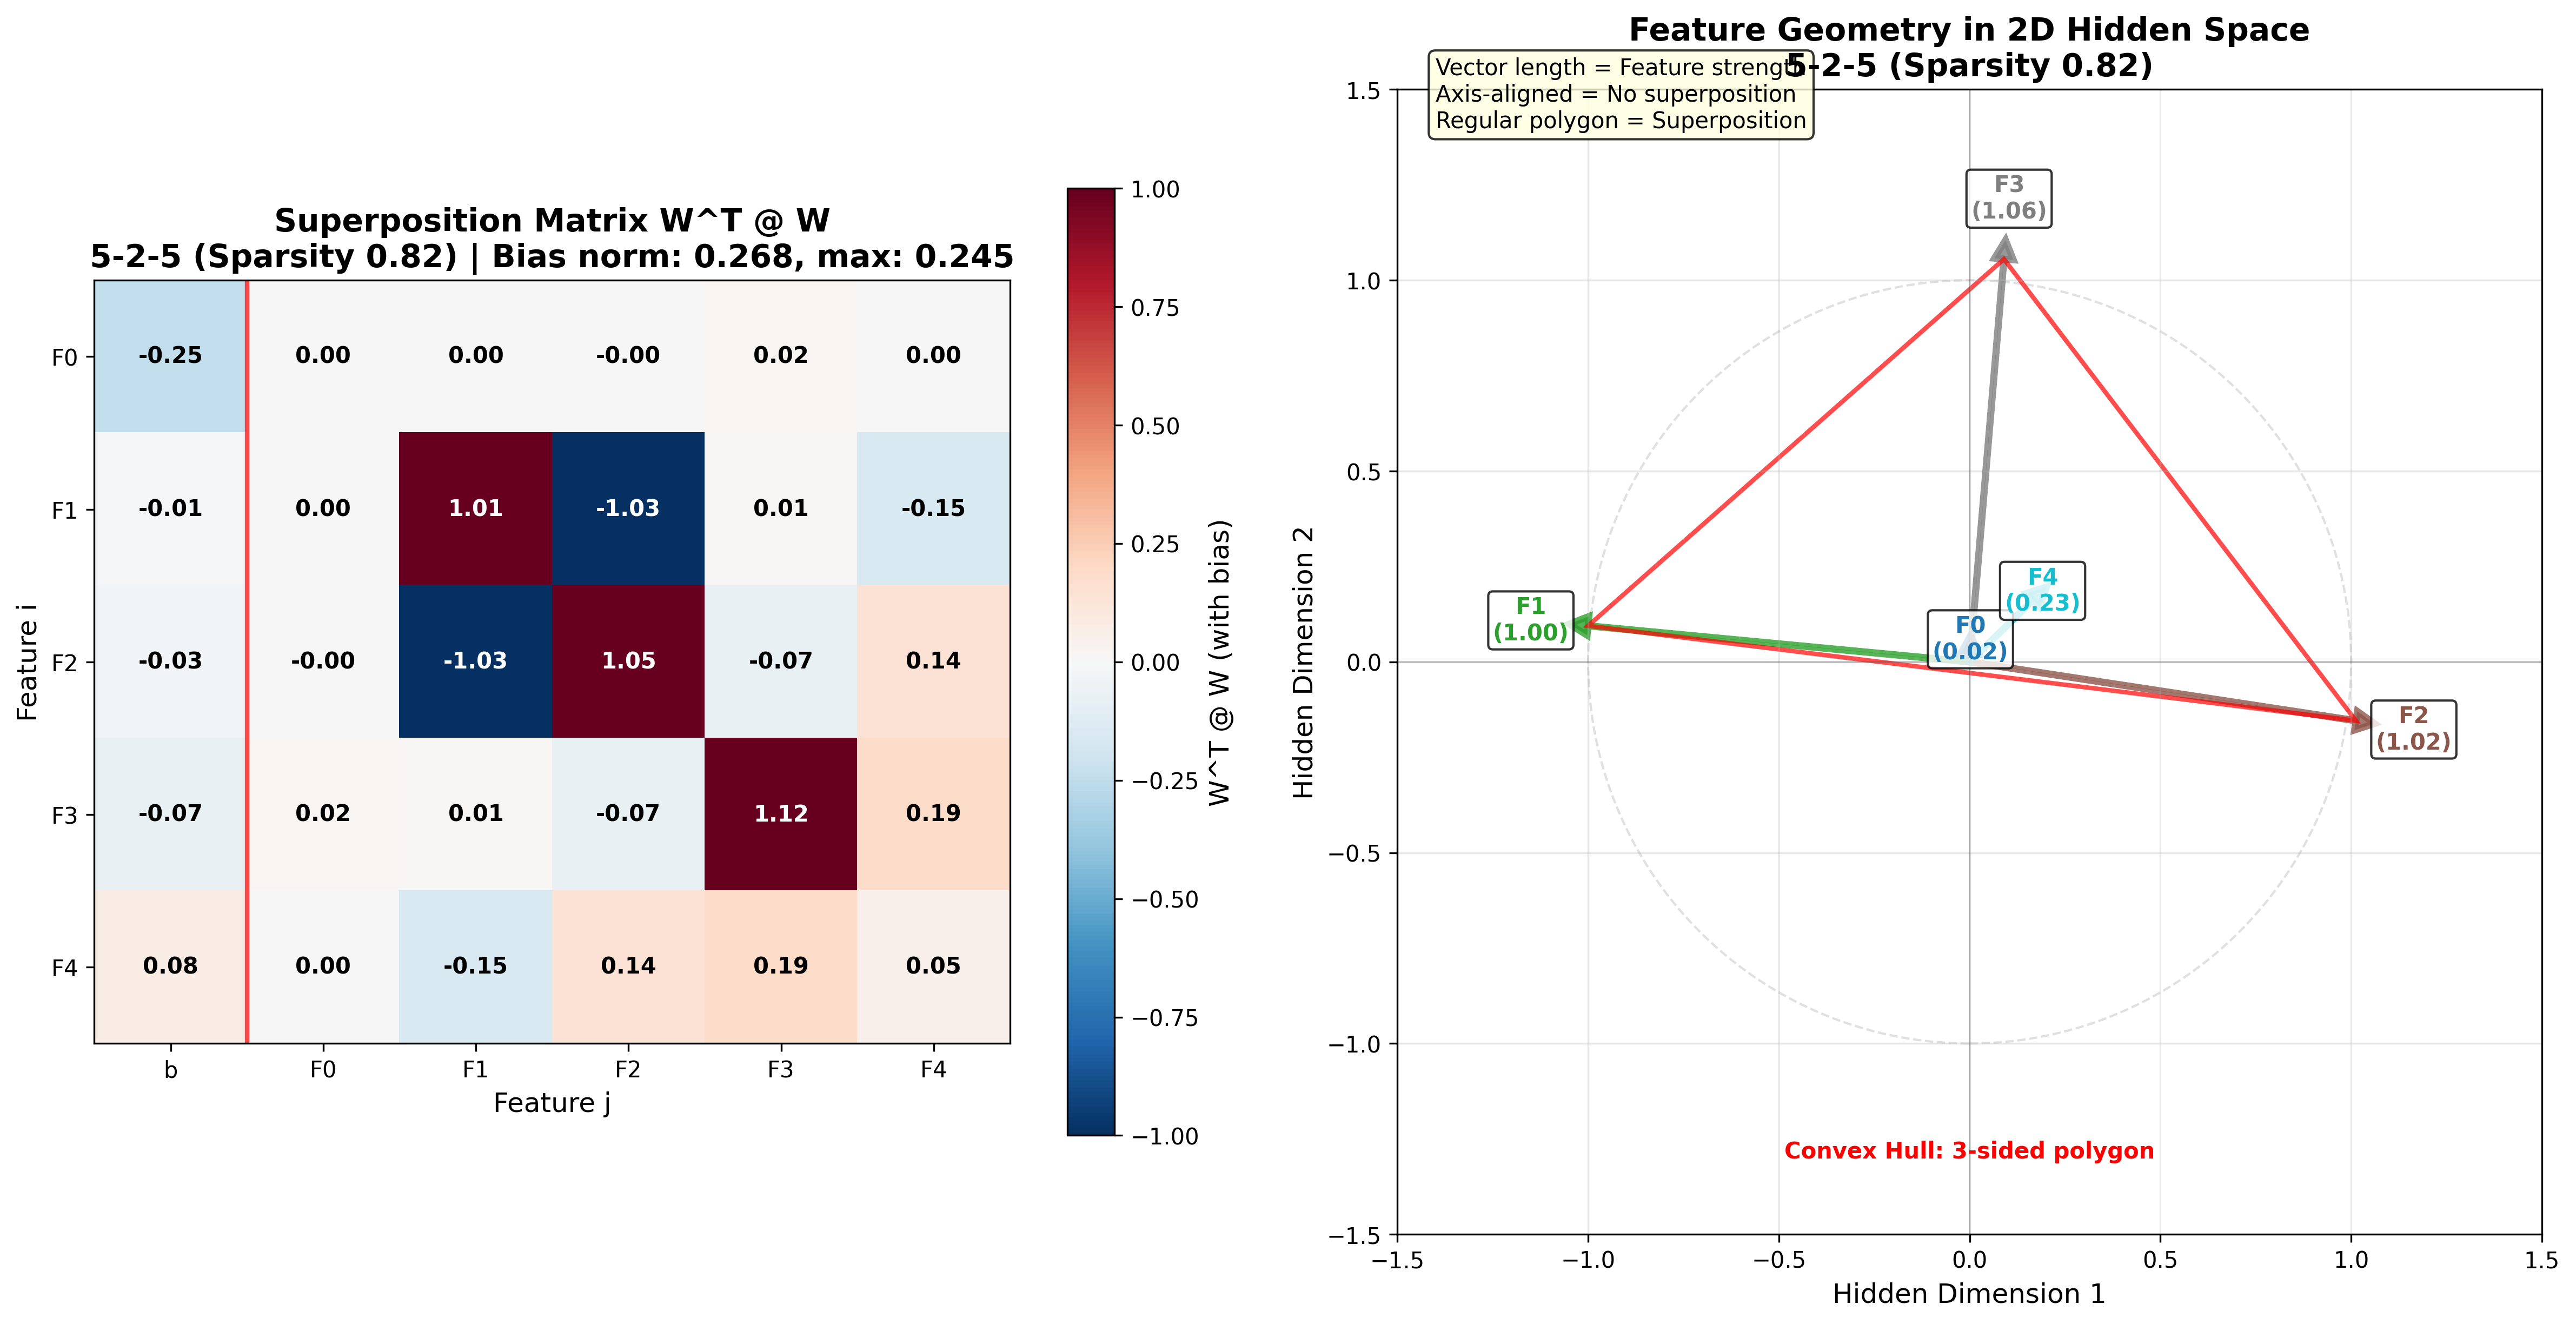 Superposition Matrix W^T @ W
5-2-5 (Sparsity 0.82) | Bias norm: 0.268, max: 0.245
Feature i
F0
-0.25
0.00
0.00
-0.00
0.02
0.00
F1
-0.01
0.00
1.01
-1.03
0.01
-0.15
F2
-0.03
-0.00
-1.03
1.05
-0.07
0.14
F3
-0.07
0.02
0.01
-0.07
1.12
0.19
F4
0.08
0.00
-0.15
0.14
0.19
0.05
b
F0
F1
F2
F3
F4
Feature j
1.00
0.75
0.50
0.25
0.00
−0.25
−0.50
−0.75
−1.00
W^T @ W (with bias)
Feature Geometry in 2D Hidden Space
5-2-5 (Sparsity 0.82)
Vector length = Feature strength
Axis-aligned = No superposition
Regular polygon = Superposition
Hidden Dimension 2
1.5
1.0
0.5
0.0
−0.5
−1.0
−1.5
F3
(1.06)
F4
(0.23)
F1
(1.00)
F0
(0.02)
F2
(1.02)
Convex Hull: 3-sided polygon
−1.5
−1.0
−0.5
0.0
0.5
1.0
1.5
Hidden Dimension 1